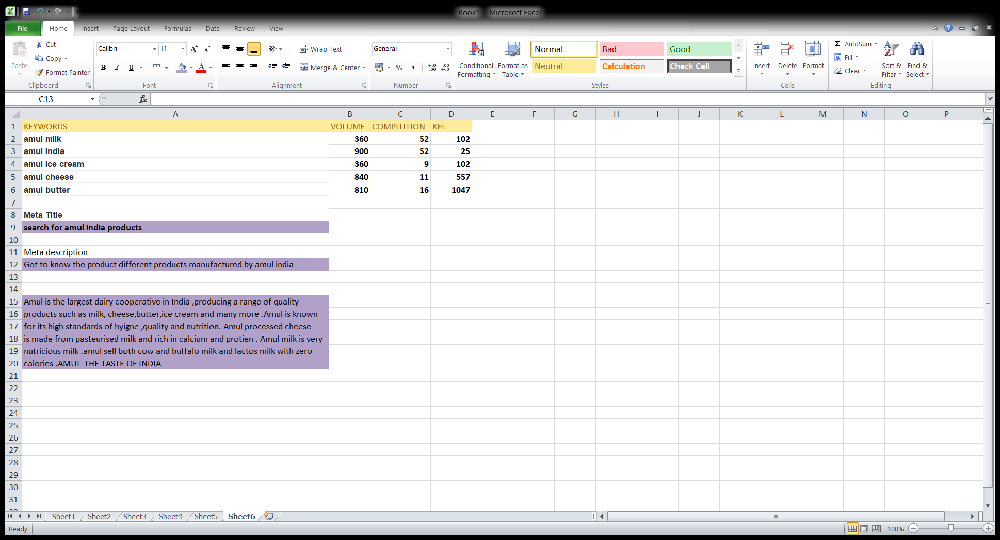 Book1 - Microsoft Excel
File Home Insert Page Layout Formulas Data Review View
Paste
Cut
Copy
Format Painter
Clipboard
Calibri 11
B I U
Font
Wrap Text
Merge & Center
Alignment
General
%
Number
Conditional Formatting
Format as Table
Normal Bad Good
Neutral Calculation Check Cell
Styles
Insert Delete Format
Cells
Σ AutoSum
Fill
Clear
Sort & Filter
Find & Select
Editing
C13 fx
A B C D E F G H I J K L M N O P
1 KEYWORDS VOLUME COMPITITION KEI
2 amul milk 360 52 102
3 amul india 900 52 25
4 amul ice cream 360 9 102
5 amul cheese 840 11 557
6 amul butter 810 16 1047
7
8 Meta Title
9 search for amul india products
10
11 Meta description
12 Got to know the product different products manufactured by amul india
13
14
15 Amul is the largest dairy cooperative in India ,producing a range of quality
16 products such as milk, cheese,butter,ice cream and many more .Amul is known
17 for its high standards of hyigne ,quality and nutrition. Amul processed cheese
18 is made from pasteurised milk and rich in calcium and protien . Amul milk is very
19 nutricious milk .amul sell both cow and buffalo milk and lactos milk with zero
20 calories .AMUL-THE TASTE OF INDIA
21
22
23
24
25
26
27
28
29
30
31
Sheet1 Sheet2 Sheet3 Sheet4 Sheet5 Sheet6
Ready 100%